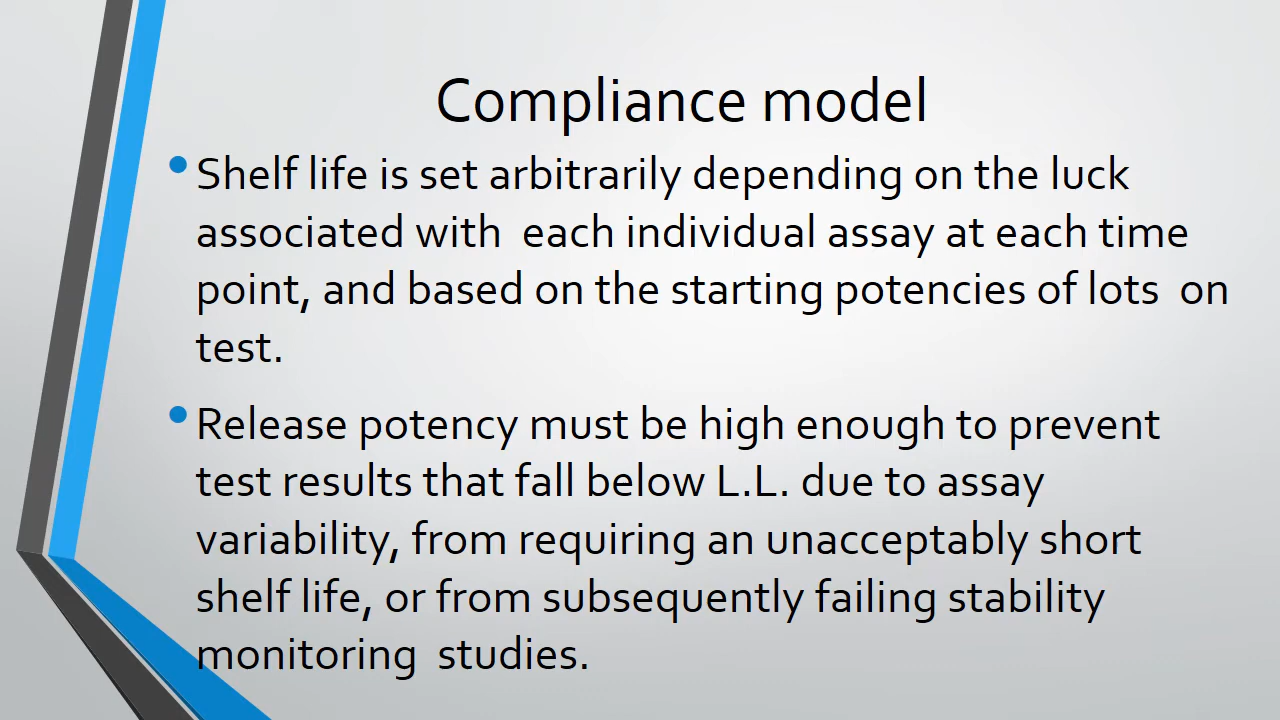 Compliance model
• Shelf life is set arbitrarily depending on the luck
associated with  each individual assay at each time
point, and based on the starting potencies of lots  on
test.
• Release potency must be high enough to prevent
test results that fall below L.L. due to assay
variability, from requiring an unacceptably short
shelf life, or from subsequently failing stability
monitoring  studies.